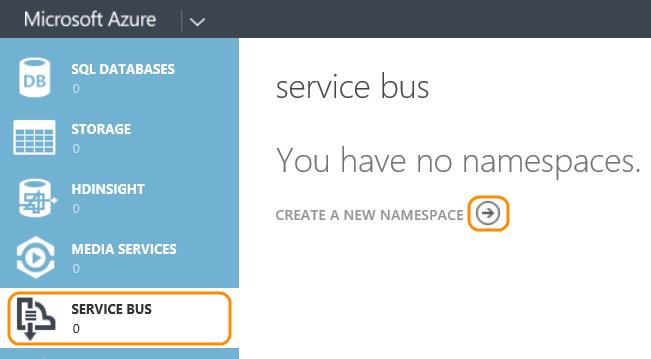 Microsoft Azure
SQL DATABASES
0
STORAGE
0
HDINSIGHT
0
MEDIA SERVICES
0
SERVICE BUS
0
service bus
You have no namespaces.
CREATE A NEW NAMESPACE
DB